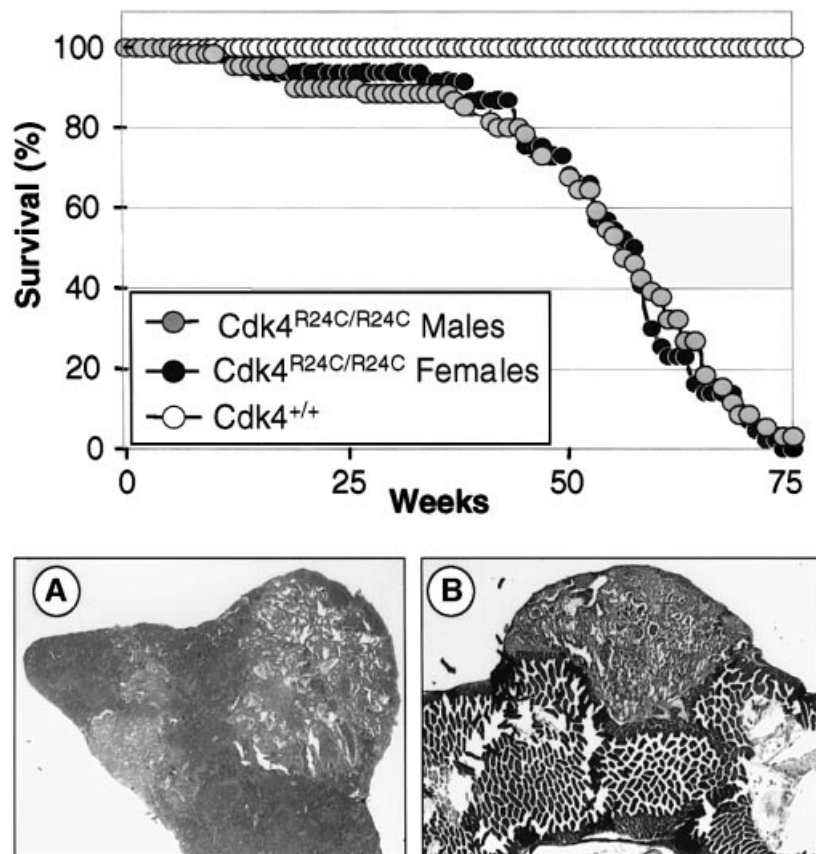 Survival (%)
100
80
60
40
20
0
Cdk4R24C/R24C Males
Cdk4R24C/R24C Females
Cdk4+/+
0
25
50
75
Weeks
A
B